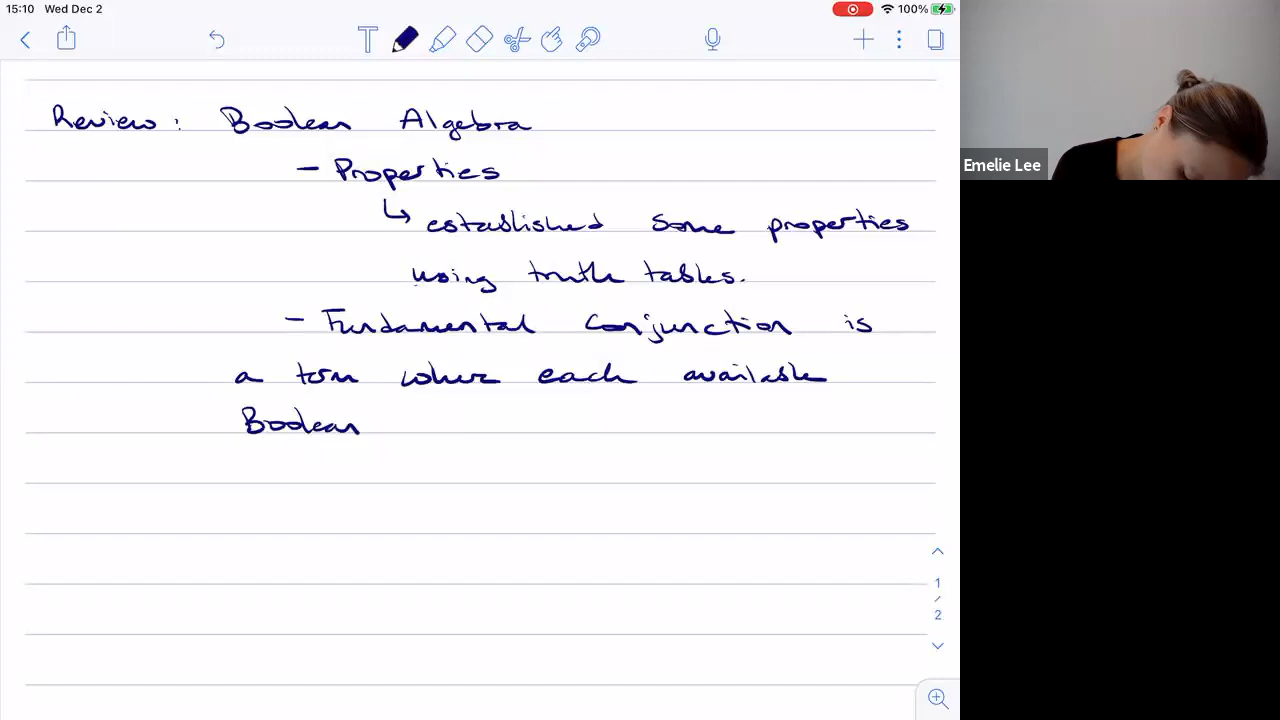 15:10 Wed Dec 2
100%
T
Review: Boolean Algebra
- Properties
↳ established some properties
using truth tables.
- Fundamental Conjunction is
a term where each available
Boolean
Emelie Lee
1
/
2